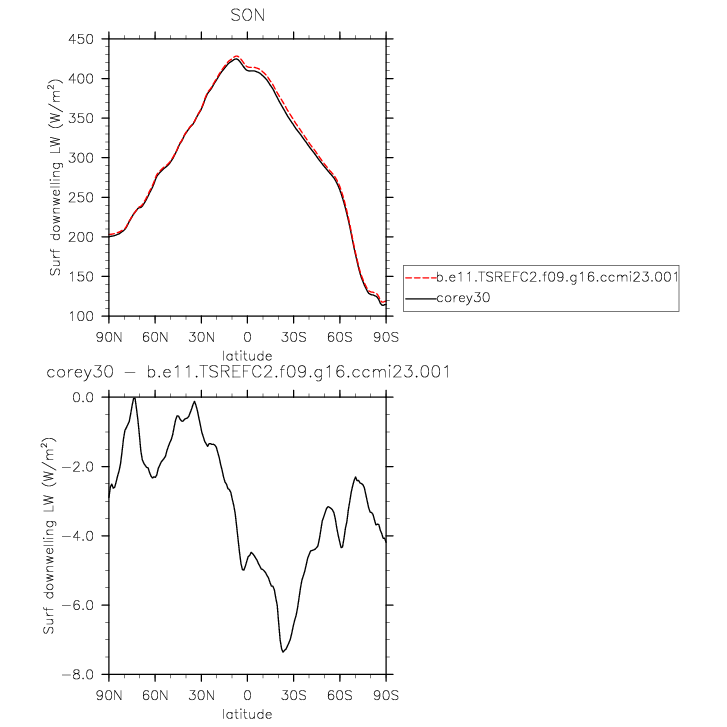 SON
450
400
350
300
250
200
150
100
Surf downwelling LW (W/m²)
90N 60N 30N 0 30S 60S 90S
latitude
b.e11.TSREFC2.f09.g16.ccmi23.001
corey30
corey30 − b.e11.TSREFC2.f09.g16.ccmi23.001
0.0
−2.0
−4.0
−6.0
−8.0
Surf downwelling LW (W/m²)
90N 60N 30N 0 30S 60S 90S
latitude